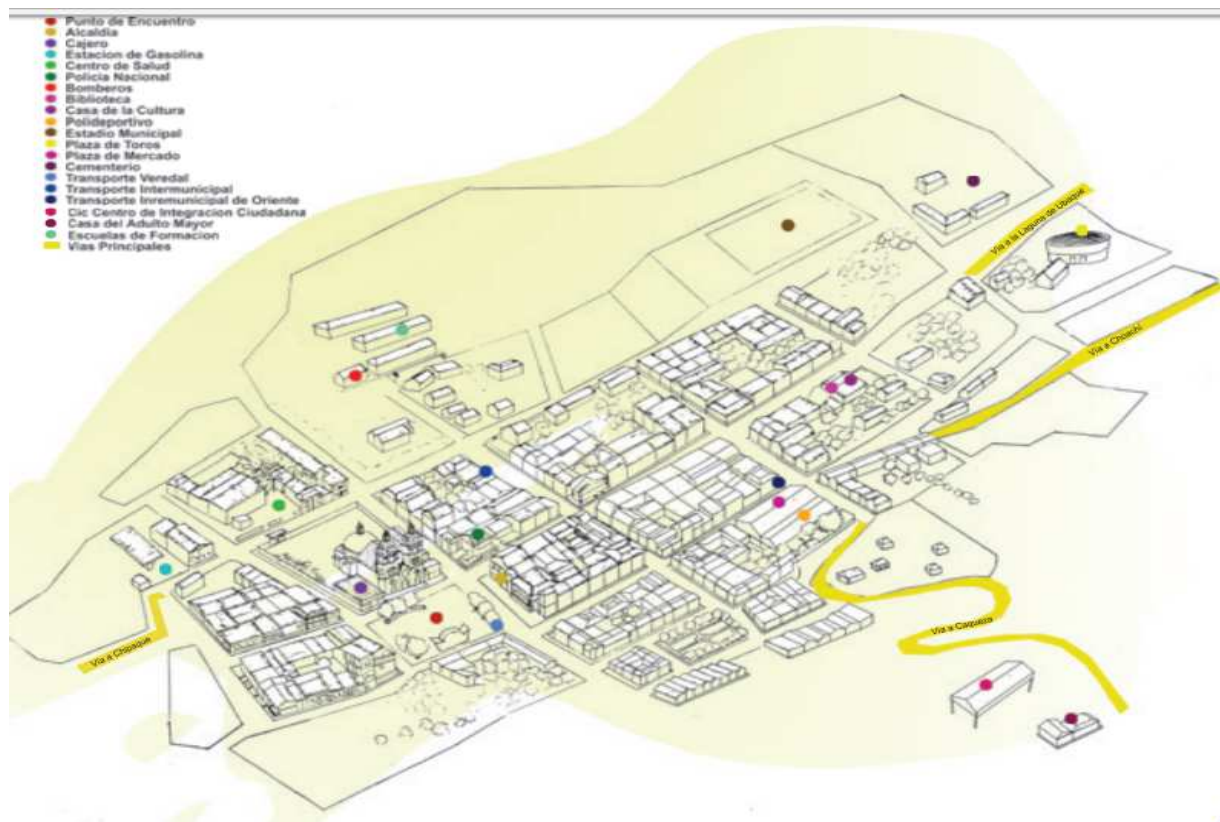 Punto de Encuentro
Alcaldia
Cajero
Estacion de Gasolina
Centro de Salud
Policia Nacional
Bomberos
Biblioteca
Casa de la Cultura
Polideportivo
Estadio Municipal
Plaza de Toros
Plaza de Mercado
Cementerio
Transporte Veredal
Transporte Intermunicipal
Transporte Inremunicipal de Oriente
Cic Centro de Integracion Ciudadana
Casa del Adulto Mayor
Escuelas de Formacion
Vias Principales
Via a la Laguna de Ubaque
Via a Choachí
Via a Caqueza
Via a Chipaque